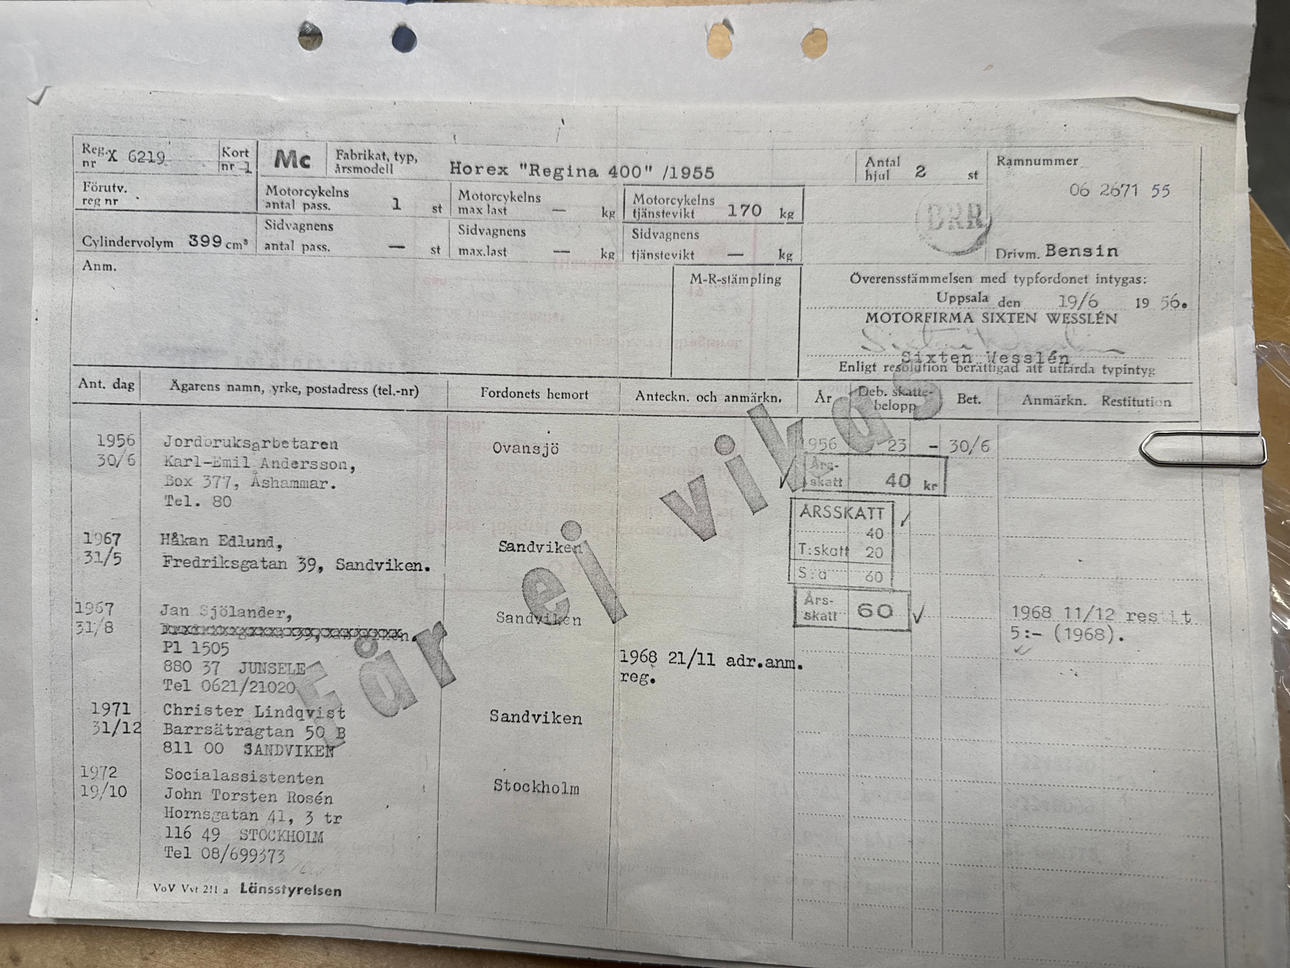 Reg. nr X 6219
Kort nr 1
Mc
Fabrikat, typ, årsmodell
Horex "Regina 400" /1955
Antal hjul 2 st
Ramnummer
06 2671 55
Förutv. reg nr
Motorcykelns antal pass. 1 st
Motorcykelns max last — kg
Motorcykelns tjänstevikt 170 kg
BRR
Cylindervolym 399 cm³
Sidvagnens antal pass. — st
Sidvagnens max.last — kg
Sidvagnens tjänstevikt — kg
Drivm. Bensin
Anm.
M-R-stämpling
Överensstämmelsen med typfordonet intygas:
Uppsala den 19/6 1956.
MOTORFIRMA SIXTEN WESSLÉN
Sixten Wesslén
Enligt resolution berättigad att utfärda typintyg
Ant. dag
Ägarens namn, yrke, postadress (tel.-nr)
Fordonets hemort
Anteckn. och anmärkn.
År
Deb. skatte-belopp
Bet.
Anmärkn. Restitution
1956
30/6
Jordbruksarbetaren
Karl-Emil Andersson,
Box 377, Åshammar.
Tel. 80
Ovansjö
1956 23 - 30/6
Års-skatt 40 kr
ÅRSSKATT
40
T:skatt 20
S:a 60
1967
31/5
Håkan Edlund,
Fredriksgatan 39, Sandviken.
Sandviken
1967
31/8
Jan Sjölander,
Pl 1505
880 37 JUNSELE
Tel 0621/21020
Sandviken
1968 21/11 adr.anm.
reg.
Års-skatt 60
1968 11/12 restit
5:- (1968).
1971
31/12
Christer Lindqvist
Barrsätragtan 50 B
811 00 SANDVIKEN
Sandviken
1972
19/10
Socialassistenten
John Torsten Rosén
Hornsgatan 41, 3 tr
116 49 STOCKHOLM
Tel 08/699373
Stockholm
Får ej vikas
VoV Vvt 211 a Länsstyrelsen